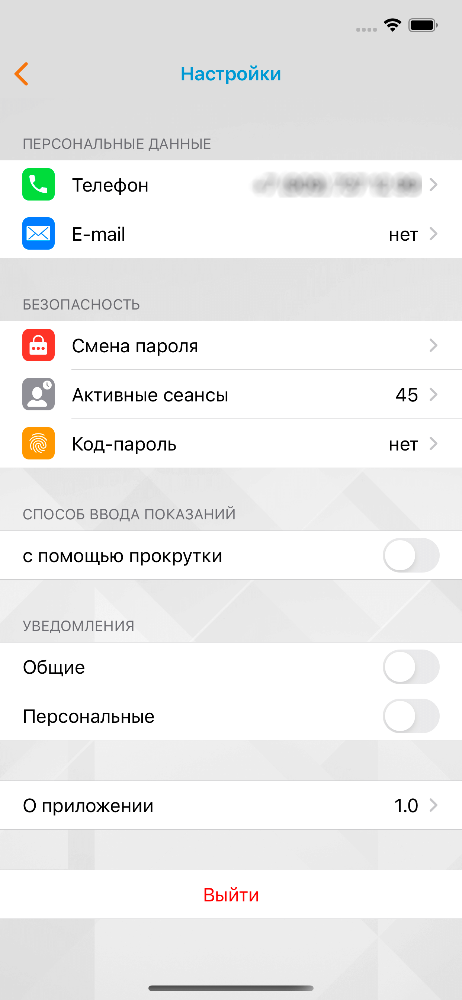 Настройки
ПЕРСОНАЛЬНЫЕ ДАННЫЕ
Телефон
E-mail нет
БЕЗОПАСНОСТЬ
Смена пароля
Активные сеансы 45
Код-пароль нет
СПОСОБ ВВОДА ПОКАЗАНИЙ
с помощью прокрутки
УВЕДОМЛЕНИЯ
Общие
Персональные
О приложении 1.0
Выйти